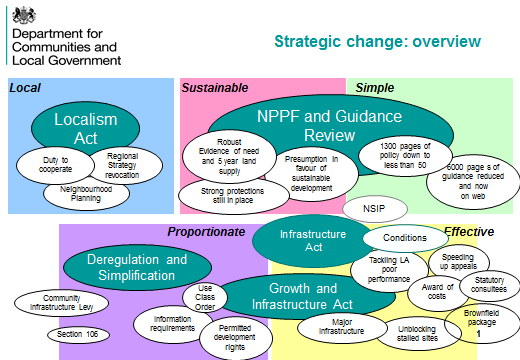 Department for
Communities and
Local Government
Strategic change: overview
Local
Sustainable
Simple
Localism
Act
Duty to
cooperate
Regional
Strategy
revocation
Neighbourhood
Planning
NPPF and Guidance
Review
Robust
Evidence of need
and 5 year land
supply
Presumption in
favour of
sustainable
development
Strong protections
still in place
1300 pages of
policy down to
less than 50
6000 page s of
guidance reduced
and now
on web
NSIP
Proportionate
Effective
Infrastructure
Act
Conditions
Deregulation and
Simplification
Growth and
Infrastructure Act
Tackling LA
poor
performance
Speeding
up appeals
Award of
costs
Statutory
consultees
Community
Infrastructure Levy
Section 106
Use
Class
Order
Information
requirements
Permitted
development
rights
Major
infrastructure
Unblocking
stalled sites
Brownfield
package
1